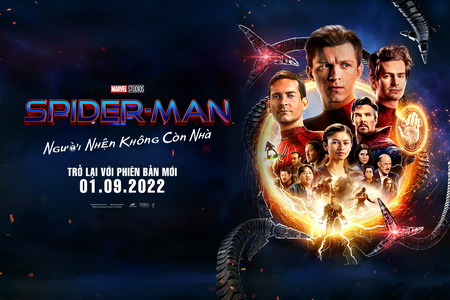 MARVEL STUDIOS
SPIDER-MAN
NGƯỜI NHỆN KHÔNG CÒN NHÀ
TRỞ LẠI VỚI PHIÊN BẢN MỚI
01.09.2022